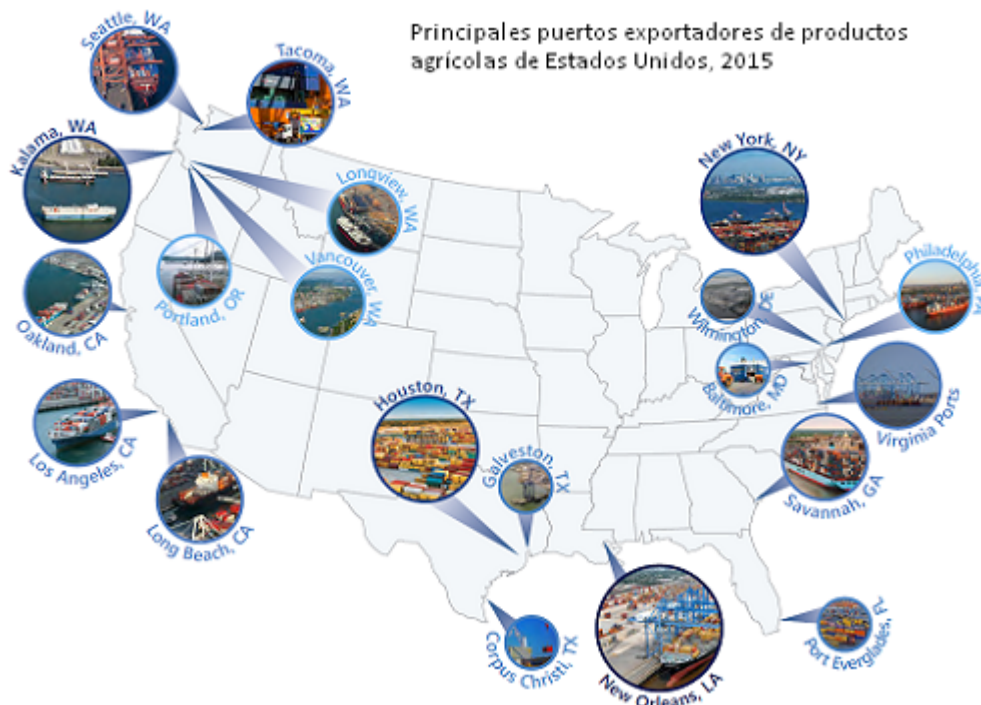 Principales puertos exportadores de productos
agrícolas de Estados Unidos, 2015
Seattle, WA
Tacoma, WA
Kalama, WA
Longview, WA
Vancouver, WA
Portland, OR
Oakland, CA
Los Angeles, CA
Long Beach, CA
Houston, TX
Galveston, TX
Corpus Christi, TX
New Orleans, LA
New York, NY
Philadelphia, PA
Wilmington, DE
Baltimore, MD
Virginia Ports
Savannah, GA
Port Everglades, FL